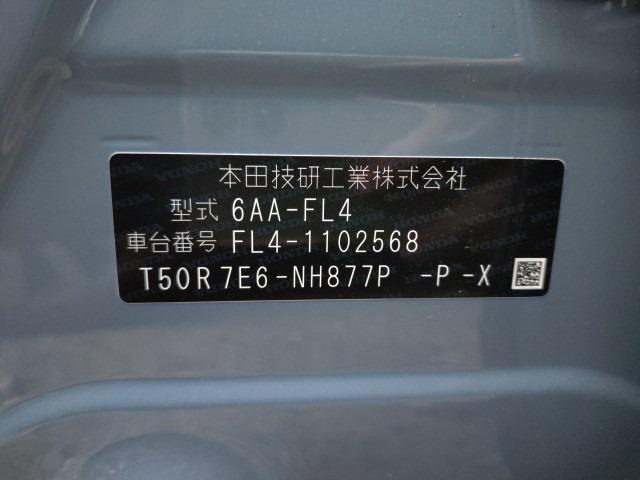 本田技研工業株式会社
型式 6AA-FL4
車台番号 FL4-1102568
T50R 7E6-NH877P -P -X